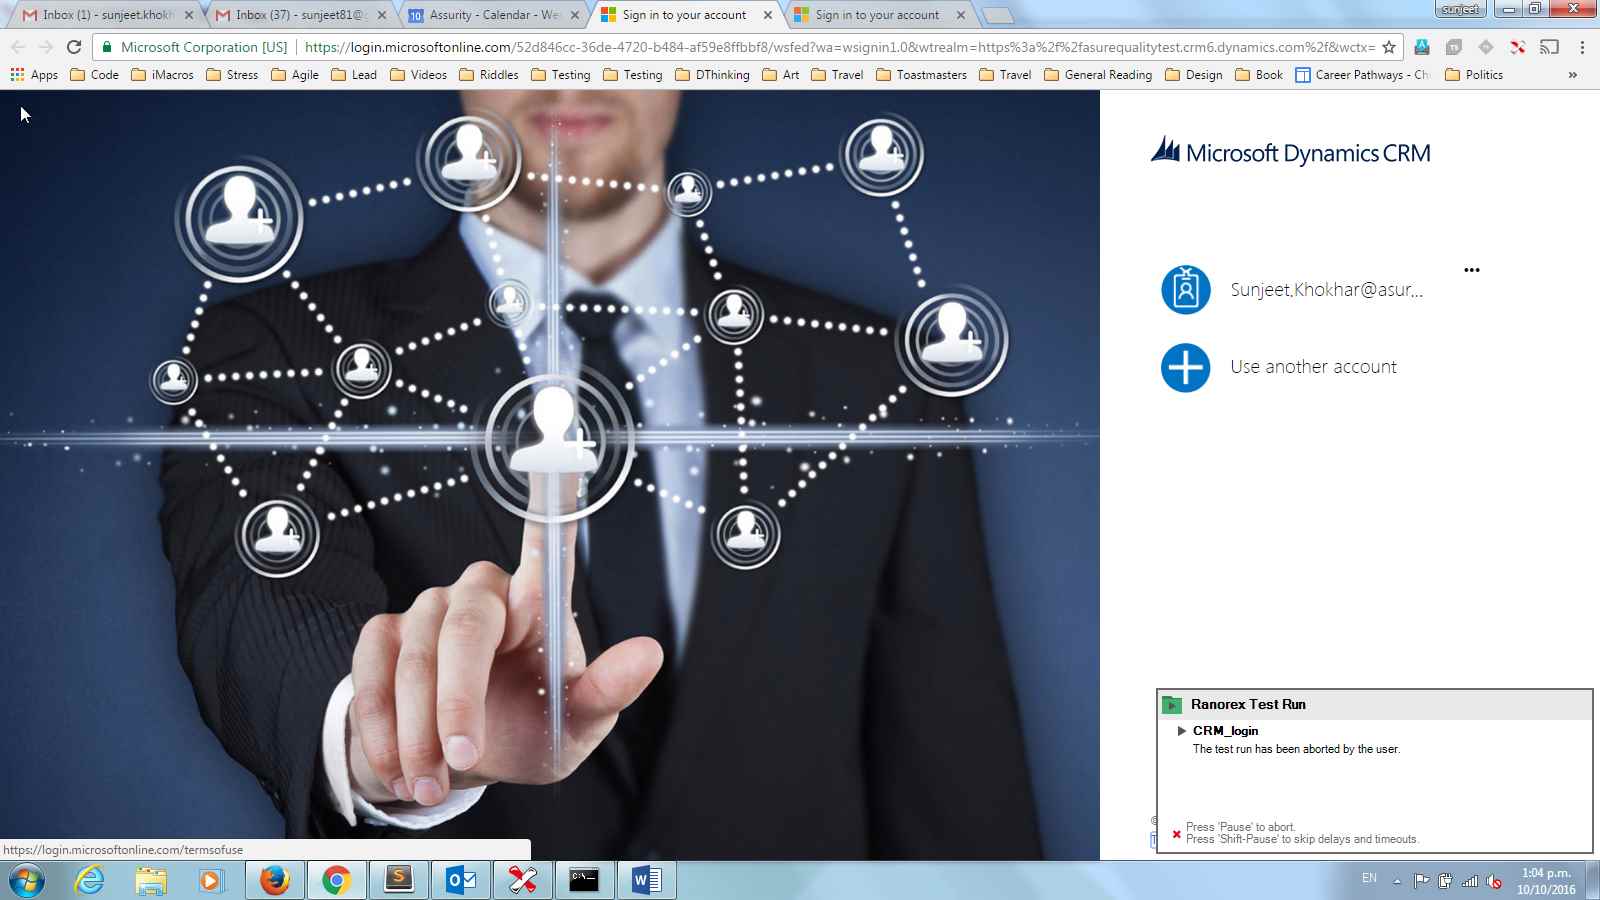 Inbox (1) - sunjeet.khokh
Inbox (37) - sunjeet81@g
10 Assurity - Calendar - We
Sign in to your account
Sign in to your account
sunjeet
Microsoft Corporation [US]
https://login.microsoftonline.com/52d846cc-36de-4720-b484-af59e8ffbbf8/wsfed?wa=wsignin1.0&wtrealm=https%3a%2f%2fasurequalitytest.crm6.dynamics.com%2f&wctx=
Apps
Code
iMacros
Stress
Agile
Lead
Videos
Riddles
Testing
Testing
DThinking
Art
Travel
Toastmasters
Travel
General Reading
Design
Book
Career Pathways - Ch
Politics
»
Microsoft Dynamics CRM
Sunjeet.Khokhar@asur...
Use another account
Ranorex Test Run
CRM_login
The test run has been aborted by the user.
Press 'Pause' to abort.
Press 'Shift-Pause' to skip delays and timeouts.
https://login.microsoftonline.com/termsofuse
EN
1:04 p.m.
10/10/2016